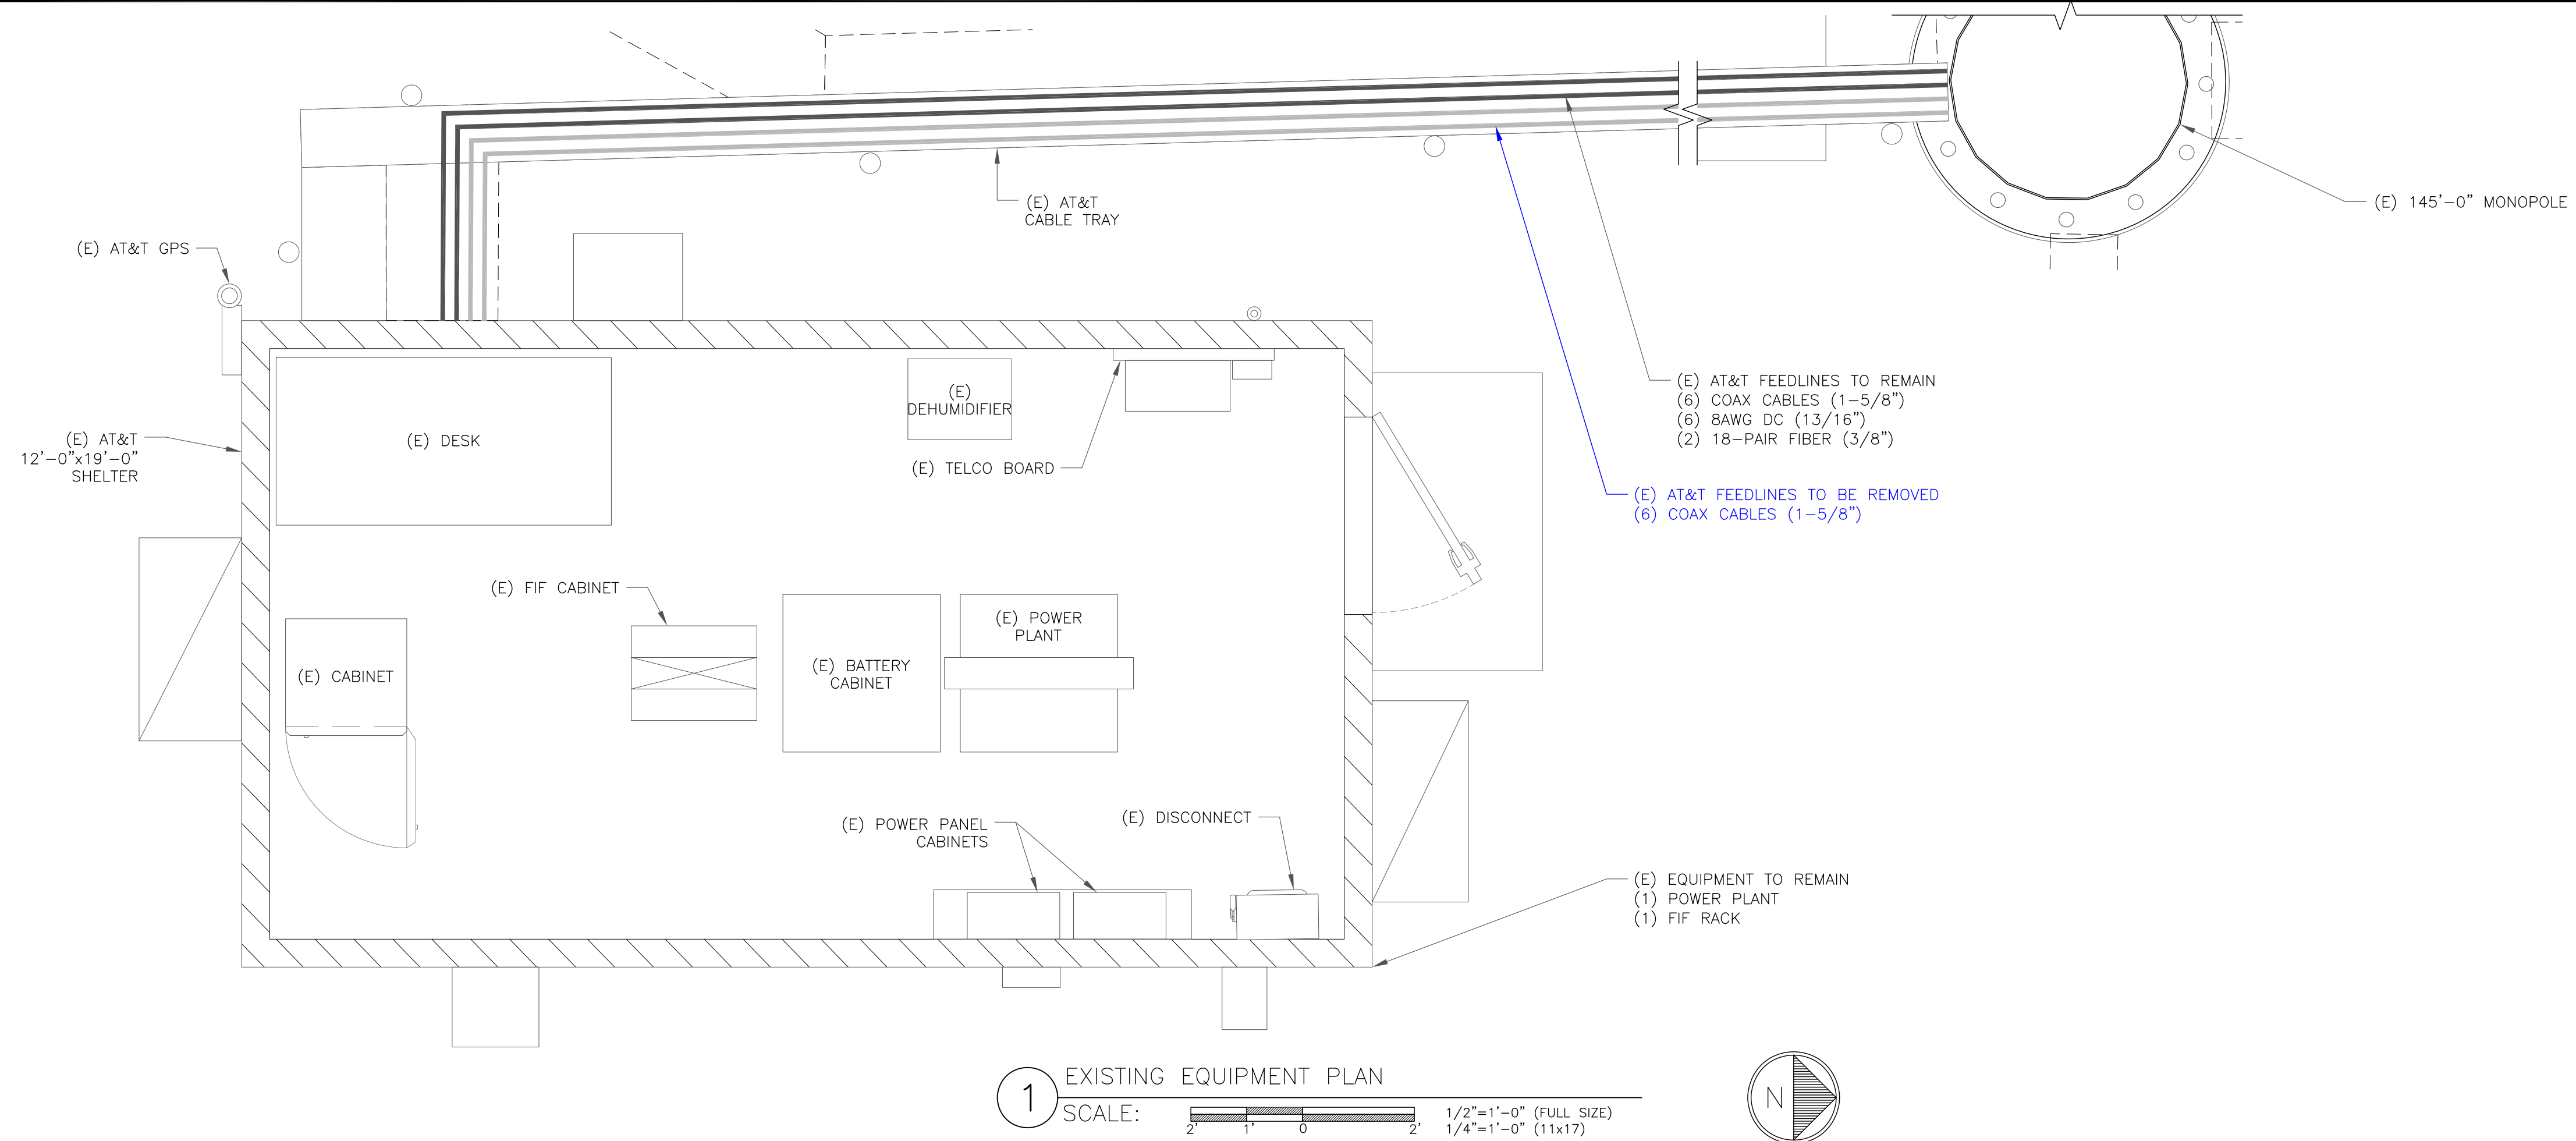 (E) AT&T
CABLE TRAY
(E) 145'-0" MONOPOLE
(E) AT&T GPS
(E) AT&T
12'-0"x19'-0"
SHELTER
(E) DESK
(E)
DEHUMIDIFIER
(E) TELCO BOARD
(E) AT&T FEEDLINES TO REMAIN
(6) COAX CABLES (1-5/8")
(6) 8AWG DC (13/16")
(2) 18-PAIR FIBER (3/8")
(E) AT&T FEEDLINES TO BE REMOVED
(6) COAX CABLES (1-5/8")
(E) FIF CABINET
(E) POWER
PLANT
(E) BATTERY
CABINET
(E) CABINET
(E) POWER PANEL
CABINETS
(E) DISCONNECT
(E) EQUIPMENT TO REMAIN
(1) POWER PLANT
(1) FIF RACK
1
EXISTING EQUIPMENT PLAN
SCALE:
2' 1' 0 2'
1/2"=1'-0" (FULL SIZE)
1/4"=1'-0" (11x17)
N